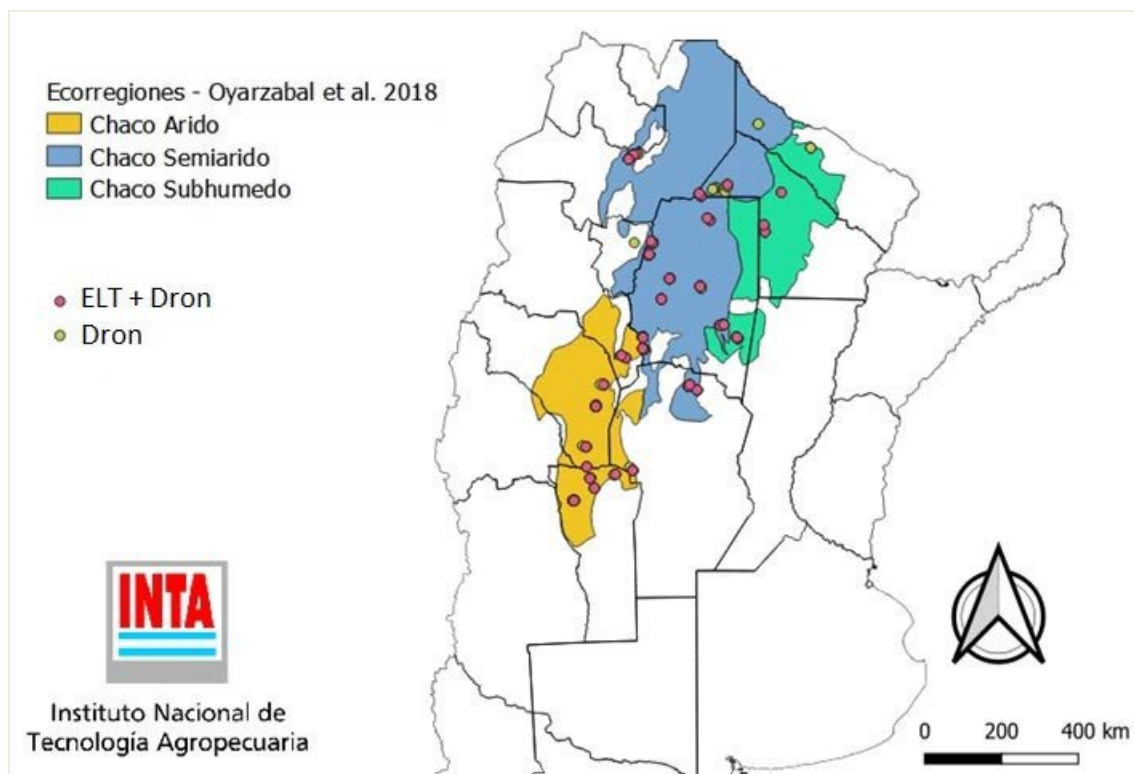 Ecorregiones - Oyarzabal et al. 2018
Chaco Arido
Chaco Semiarido
Chaco Subhumedo
ELT + Dron
Dron
INTA
Instituto Nacional de
Tecnología Agropecuaria
0 200 400 km